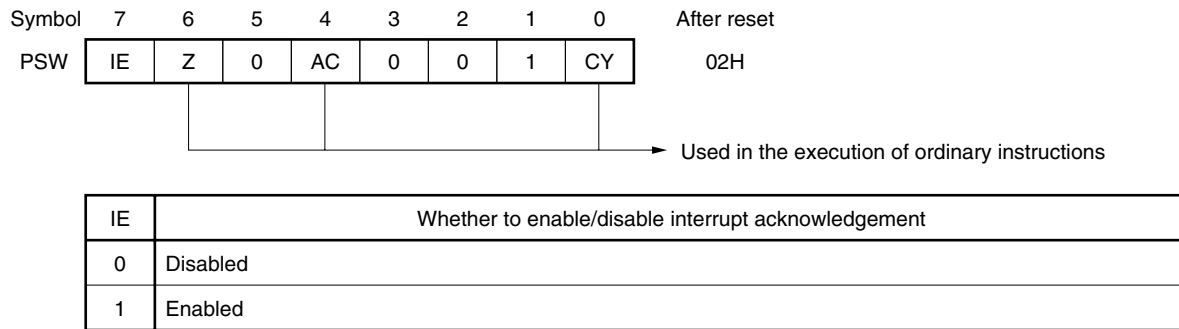 Symbol 7 6 5 4 3 2 1 0 After reset
PSW IE Z 0 AC 0 0 1 CY 02H
Used in the execution of ordinary instructions
IE Whether to enable/disable interrupt acknowledgement
0 Disabled
1 Enabled